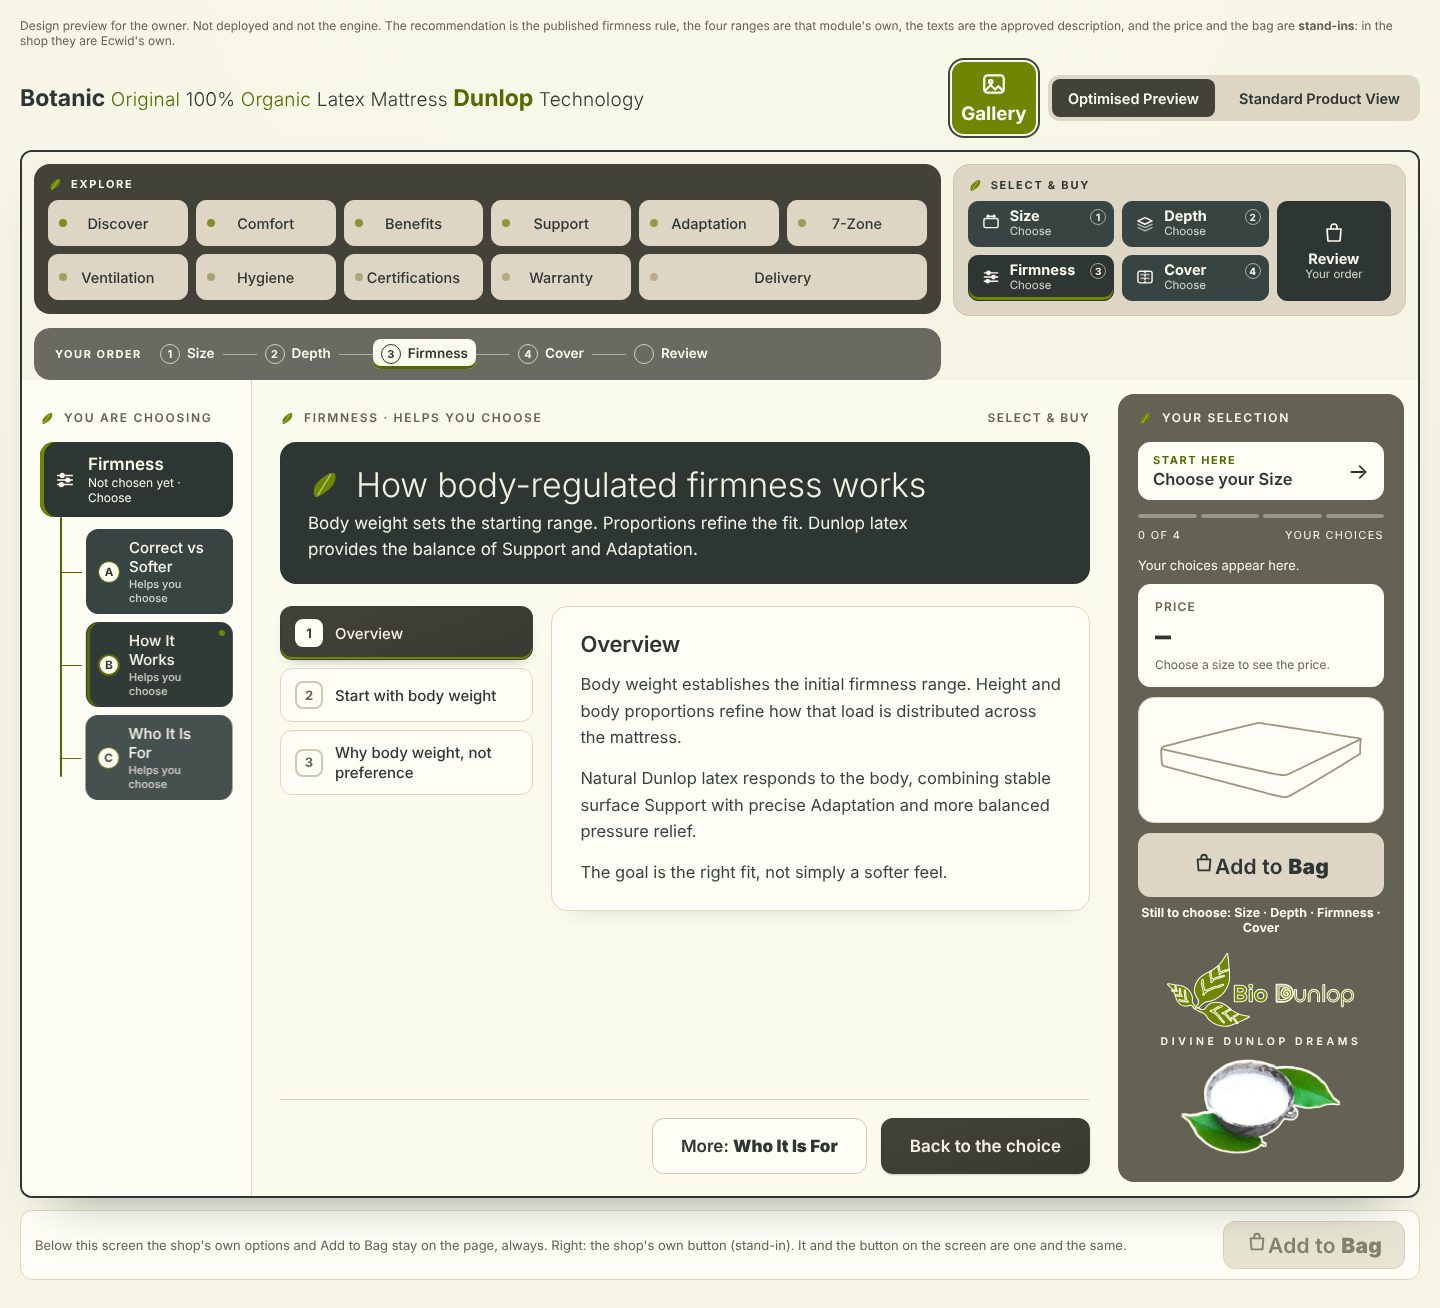 Design preview for the owner. Not deployed and not the engine. The recommendation is the published firmness rule, the four ranges are that module's own, the texts are the approved description, and the price and the bag are stand-ins: in the
shop they are Ecwid's own.
Botanic Original 100% Organic Latex Mattress Dunlop Technology
Gallery
Optimised Preview
Standard Product View
EXPLORE
Discover
Comfort
Benefits
Support
Adaptation
7-Zone
Ventilation
Hygiene
Certifications
Warranty
Delivery
SELECT & BUY
Size
Choose
1
Depth
Choose
2
Firmness
Choose
3
Cover
Choose
4
Review
Your order
YOUR ORDER
1 Size
2 Depth
3 Firmness
4 Cover
Review
YOU ARE CHOOSING
Firmness
Not chosen yet ·
Choose
A
Correct vs
Softer
Helps you
choose
B
How It
Works
Helps you
choose
C
Who It Is
For
Helps you
choose
FIRMNESS · HELPS YOU CHOOSE
SELECT & BUY
How body-regulated firmness works
Body weight sets the starting range. Proportions refine the fit. Dunlop latex
provides the balance of Support and Adaptation.
1 Overview
2 Start with body weight
3 Why body weight, not
preference
Overview
Body weight establishes the initial firmness range. Height and
body proportions refine how that load is distributed across
the mattress.
Natural Dunlop latex responds to the body, combining stable
surface Support with precise Adaptation and more balanced
pressure relief.
The goal is the right fit, not simply a softer feel.
More: Who It Is For
Back to the choice
YOUR SELECTION
START HERE
Choose your Size
0 OF 4
YOUR CHOICES
Your choices appear here.
PRICE
–
Choose a size to see the price.
Add to Bag
Still to choose: Size · Depth · Firmness ·
Cover
Bio Dunlop
DIVINE DUNLOP DREAMS
Below this screen the shop's own options and Add to Bag stay on the page, always. Right: the shop's own button (stand-in). It and the button on the screen are one and the same.
Add to Bag